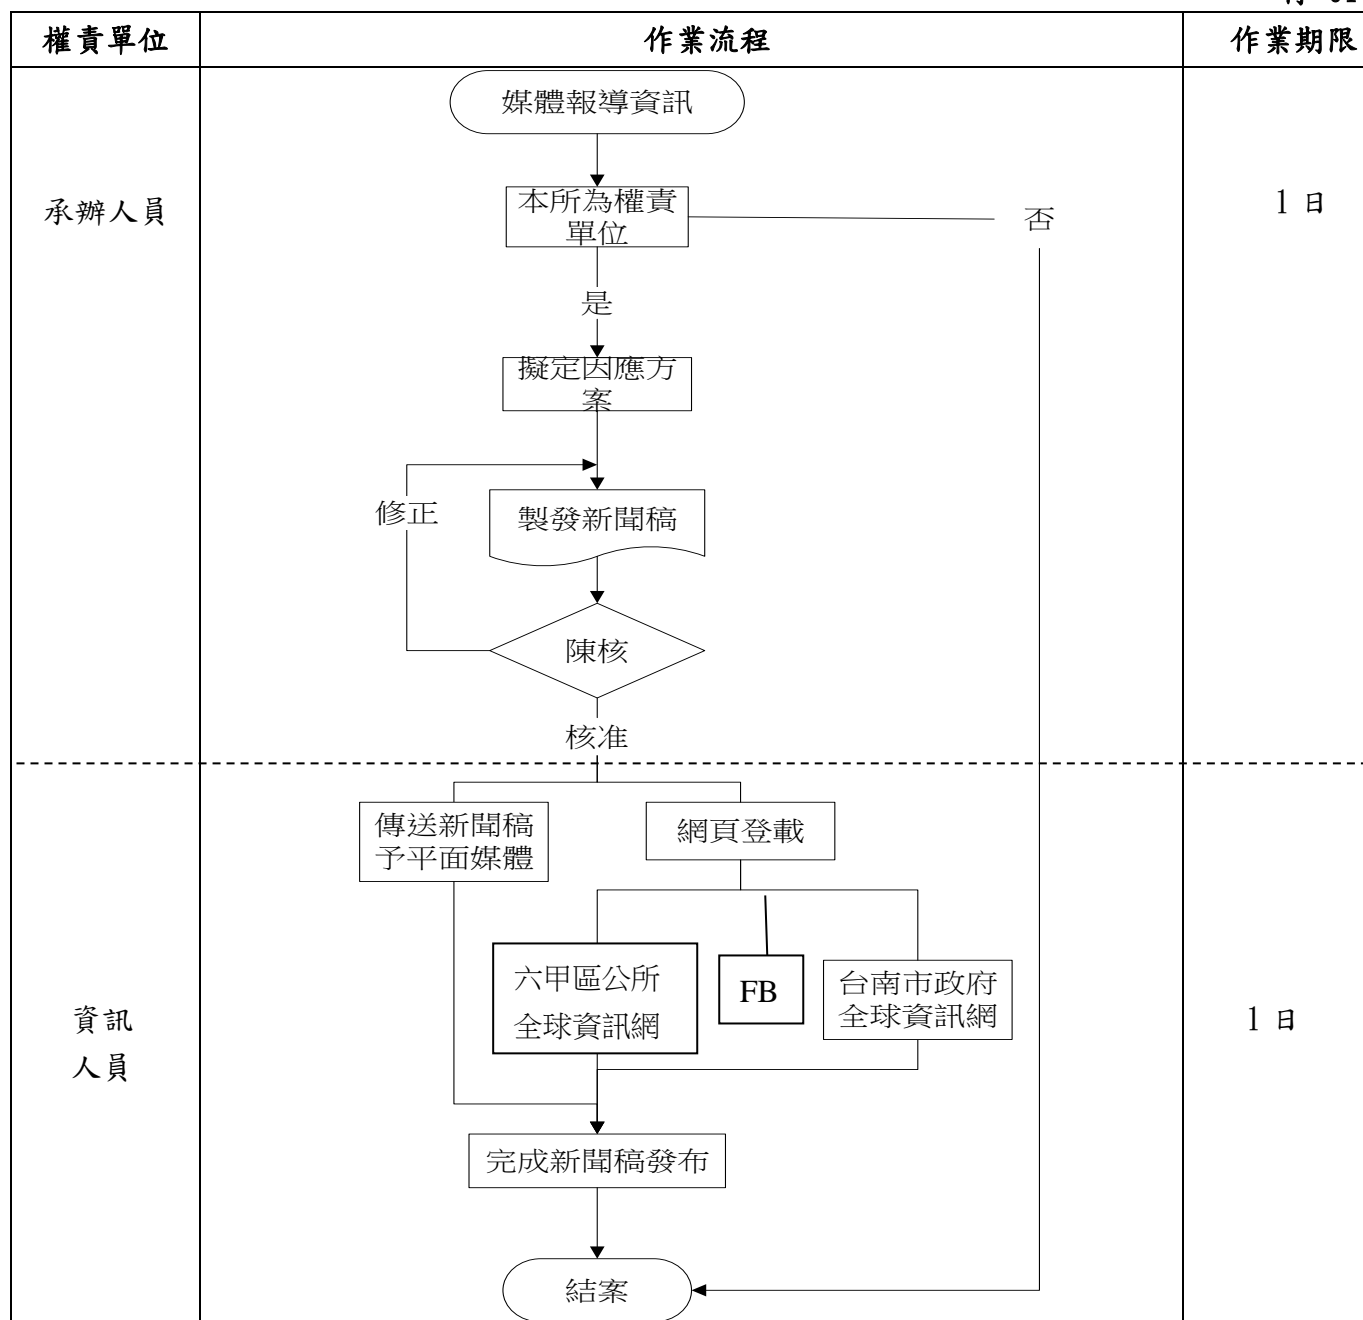 權責單位
作業流程
作業期限
媒體報導資訊
承辦人員
本所為權責
單位
否
1 日
是
擬定因應方
案
修正
製發新聞稿
陳核
核准
傳送新聞稿
予平面媒體
網頁登載
六甲區公所
全球資訊網
FB
台南市政府
全球資訊網
資訊
人員
1 日
完成新聞稿發布
結案